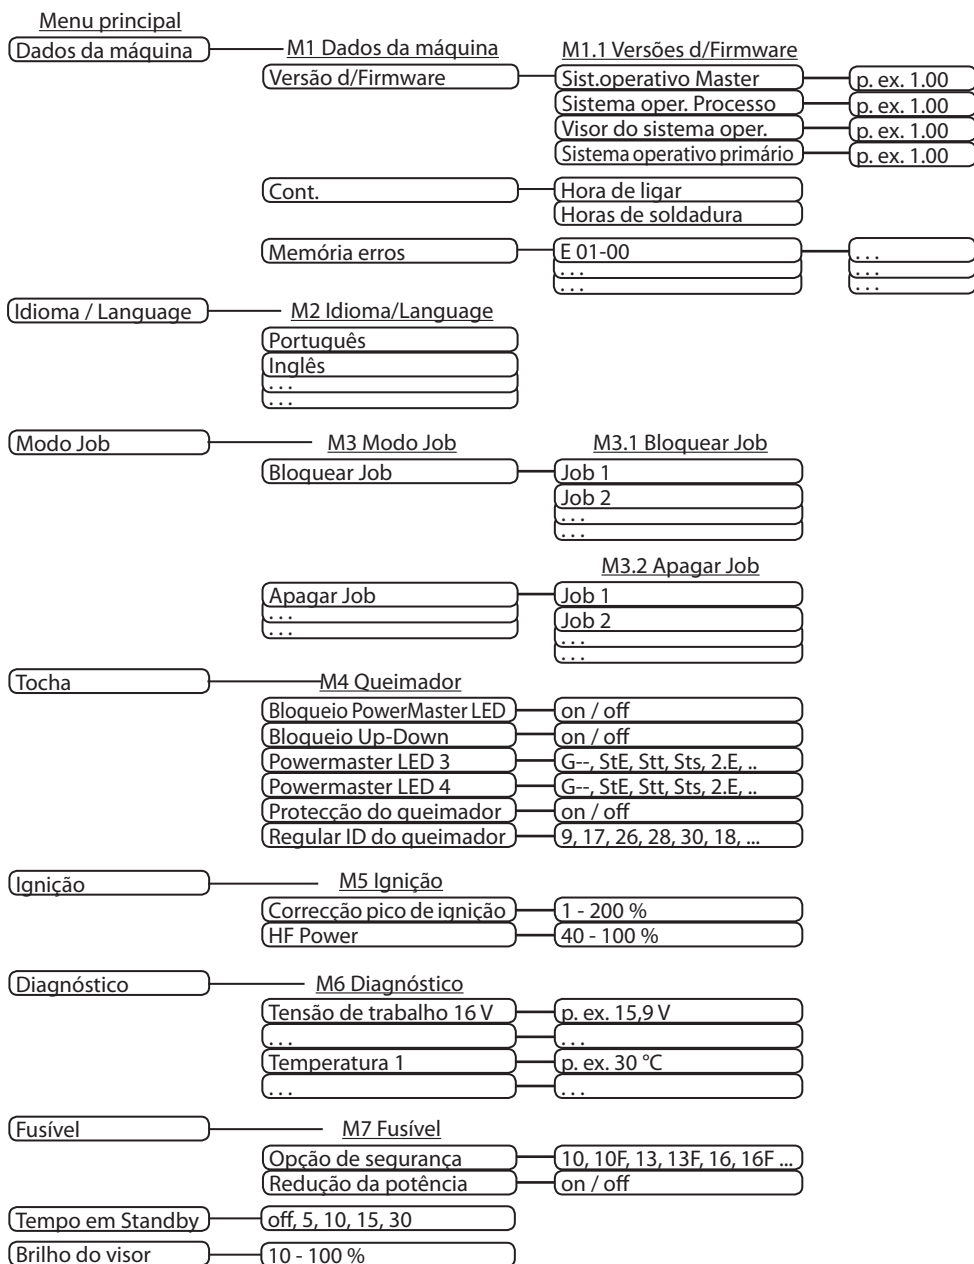 Menu principal
Dados da máquina M1 Dados da máquina M1.1 Versões d/Firmware
Versão d/Firmware Sist.operativo Master p. ex. 1.00
Sistema oper. Processo p. ex. 1.00
Visor do sistema oper. p. ex. 1.00
Sistema operativo primário p. ex. 1.00
Cont. Hora de ligar
Horas de soldadura
Memória erros E 01-00 . . .
. . . . . .
. . . . . .
Idioma / Language M2 Idioma/Language
Português
Inglês
. . .
. . .
Modo Job M3 Modo Job M3.1 Bloquear Job
Bloquear Job Job 1
Job 2
. . .
. . .
M3.2 Apagar Job
Apagar Job Job 1
. . . Job 2
. . . . . .
. . .
Tocha M4 Queimador
Bloqueio PowerMaster LED on / off
Bloqueio Up-Down on / off
Powermaster LED 3 G--, StE, Stt, Sts, 2.E, ..
Powermaster LED 4 G--, StE, Stt, Sts, 2.E, ..
Protecção do queimador on / off
Regular ID do queimador 9, 17, 26, 28, 30, 18, ...
Ignição M5 Ignição
Correcção pico de ignição 1 - 200 %
HF Power 40 - 100 %
Diagnóstico M6 Diagnóstico
Tensão de trabalho 16 V p. ex. 15,9 V
. . . . . .
Temperatura 1 p. ex. 30 °C
. . . . . .
Fusível M7 Fusível
Opção de segurança 10, 10F, 13, 13F, 16, 16F ...
Redução da potência on / off
Tempo em Standby off, 5, 10, 15, 30
Brilho do visor 10 - 100 %